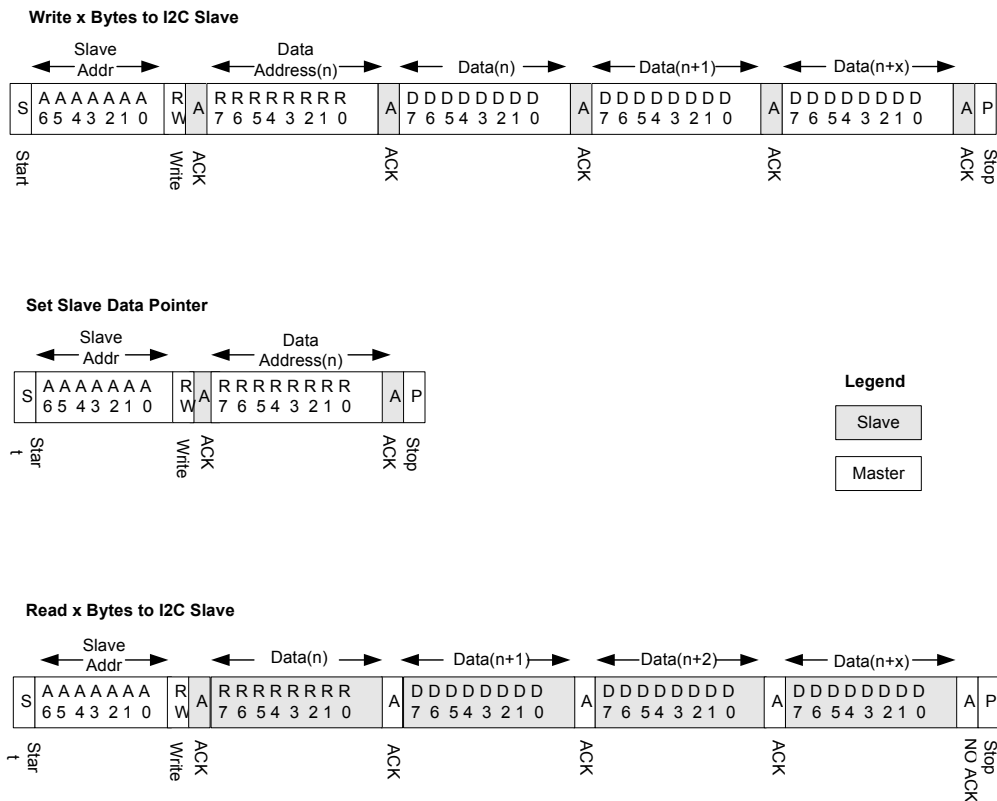 Write x Bytes to I2C Slave
Slave
Addr
Data
Address(n)
Data(n)
Data(n+1)
Data(n+x)
S
A A A A A A A
6 5 4 3 2 1 0
R
W
A
R R R R R R R R
7 6 5 4 3 2 1 0
A
D D D D D D D D
7 6 5 4 3 2 1 0
A
D D D D D D D D
7 6 5 4 3 2 1 0
A
D D D D D D D D
7 6 5 4 3 2 1 0
A
P
Start
Write
ACK
ACK
ACK
ACK
ACK
Stop
Set Slave Data Pointer
Slave
Addr
Data
Address(n)
S
A A A A A A A
6 5 4 3 2 1 0
R
W
A
R R R R R R R R
7 6 5 4 3 2 1 0
A
P
Star
t
Write
ACK
ACK
Stop
Legend
Slave
Master
Read x Bytes to I2C Slave
Slave
Addr
Data(n)
Data(n+1)
Data(n+2)
Data(n+x)
S
A A A A A A A
6 5 4 3 2 1 0
R
W
A
R R R R R R R R
7 6 5 4 3 2 1 0
A
D D D D D D D D
7 6 5 4 3 2 1 0
A
D D D D D D D D
7 6 5 4 3 2 1 0
A
D D D D D D D D
7 6 5 4 3 2 1 0
A
P
Star
t
Write
ACK
ACK
ACK
ACK
Stop
NO ACK